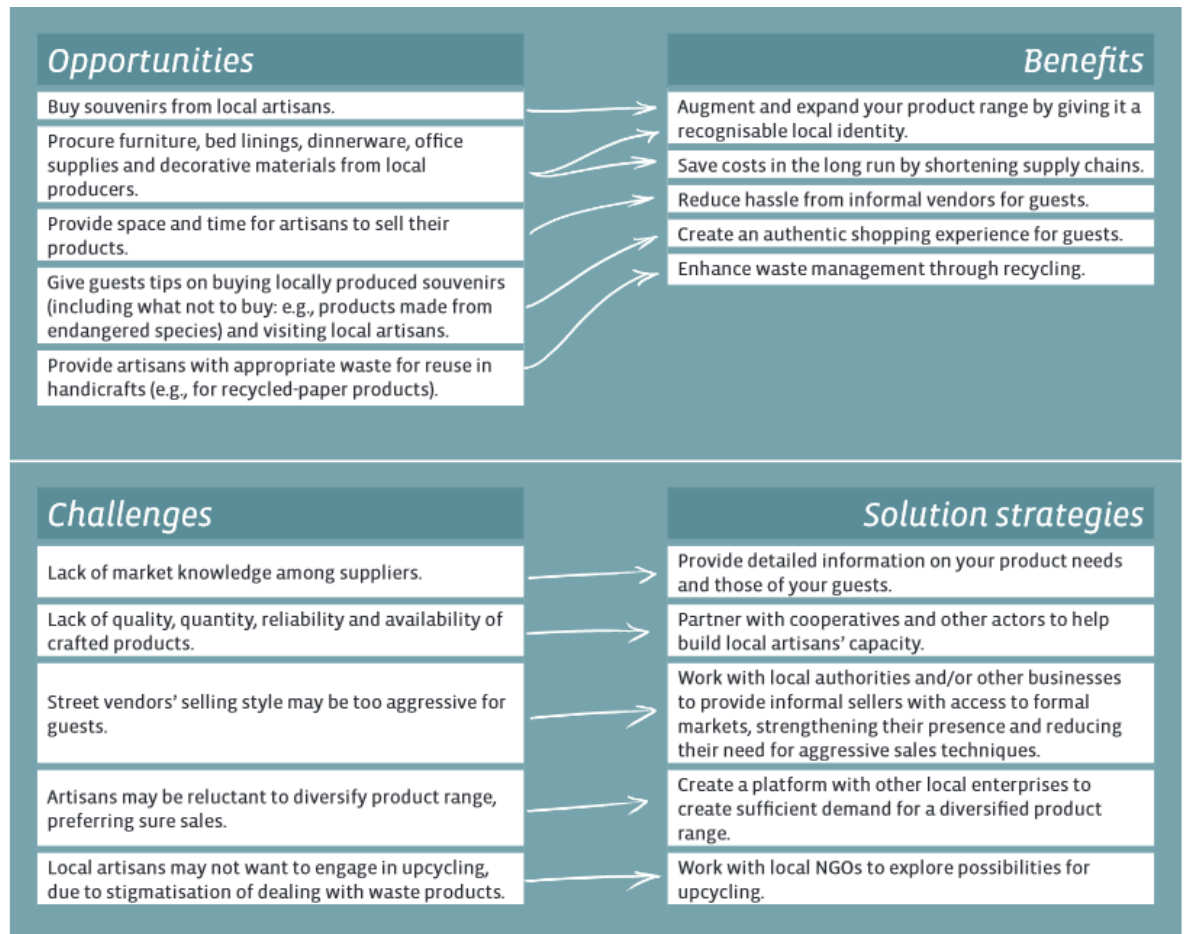 Opportunities
Buy souvenirs from local artisans.
Procure furniture, bed linings, dinnerware, office
supplies and decorative materials from local
producers.
Provide space and time for artisans to sell their
products.
Give guests tips on buying locally produced souvenirs
(including what not to buy: e.g., products made from
endangered species) and visiting local artisans.
Provide artisans with appropriate waste for reuse in
handicrafts (e.g., for recycled-paper products).
Benefits
Augment and expand your product range by giving it a
recognisable local identity.
Save costs in the long run by shortening supply chains.
Reduce hassle from informal vendors for guests.
Create an authentic shopping experience for guests.
Enhance waste management through recycling.
Challenges
Lack of market knowledge among suppliers.
Lack of quality, quantity, reliability and availability of
crafted products.
Street vendors' selling style may be too aggressive for
guests.
Artisans may be reluctant to diversify product range,
preferring sure sales.
Local artisans may not want to engage in upcycling,
due to stigmatisation of dealing with waste products.
Solution strategies
Provide detailed information on your product needs
and those of your guests.
Partner with cooperatives and other actors to help
build local artisans' capacity.
Work with local authorities and/or other businesses
to provide informal sellers with access to formal
markets, strengthening their presence and reducing
their need for aggressive sales techniques.
Create a platform with other local enterprises to
create sufficient demand for a diversified product
range.
Work with local NGOs to explore possibilities for
upcycling.